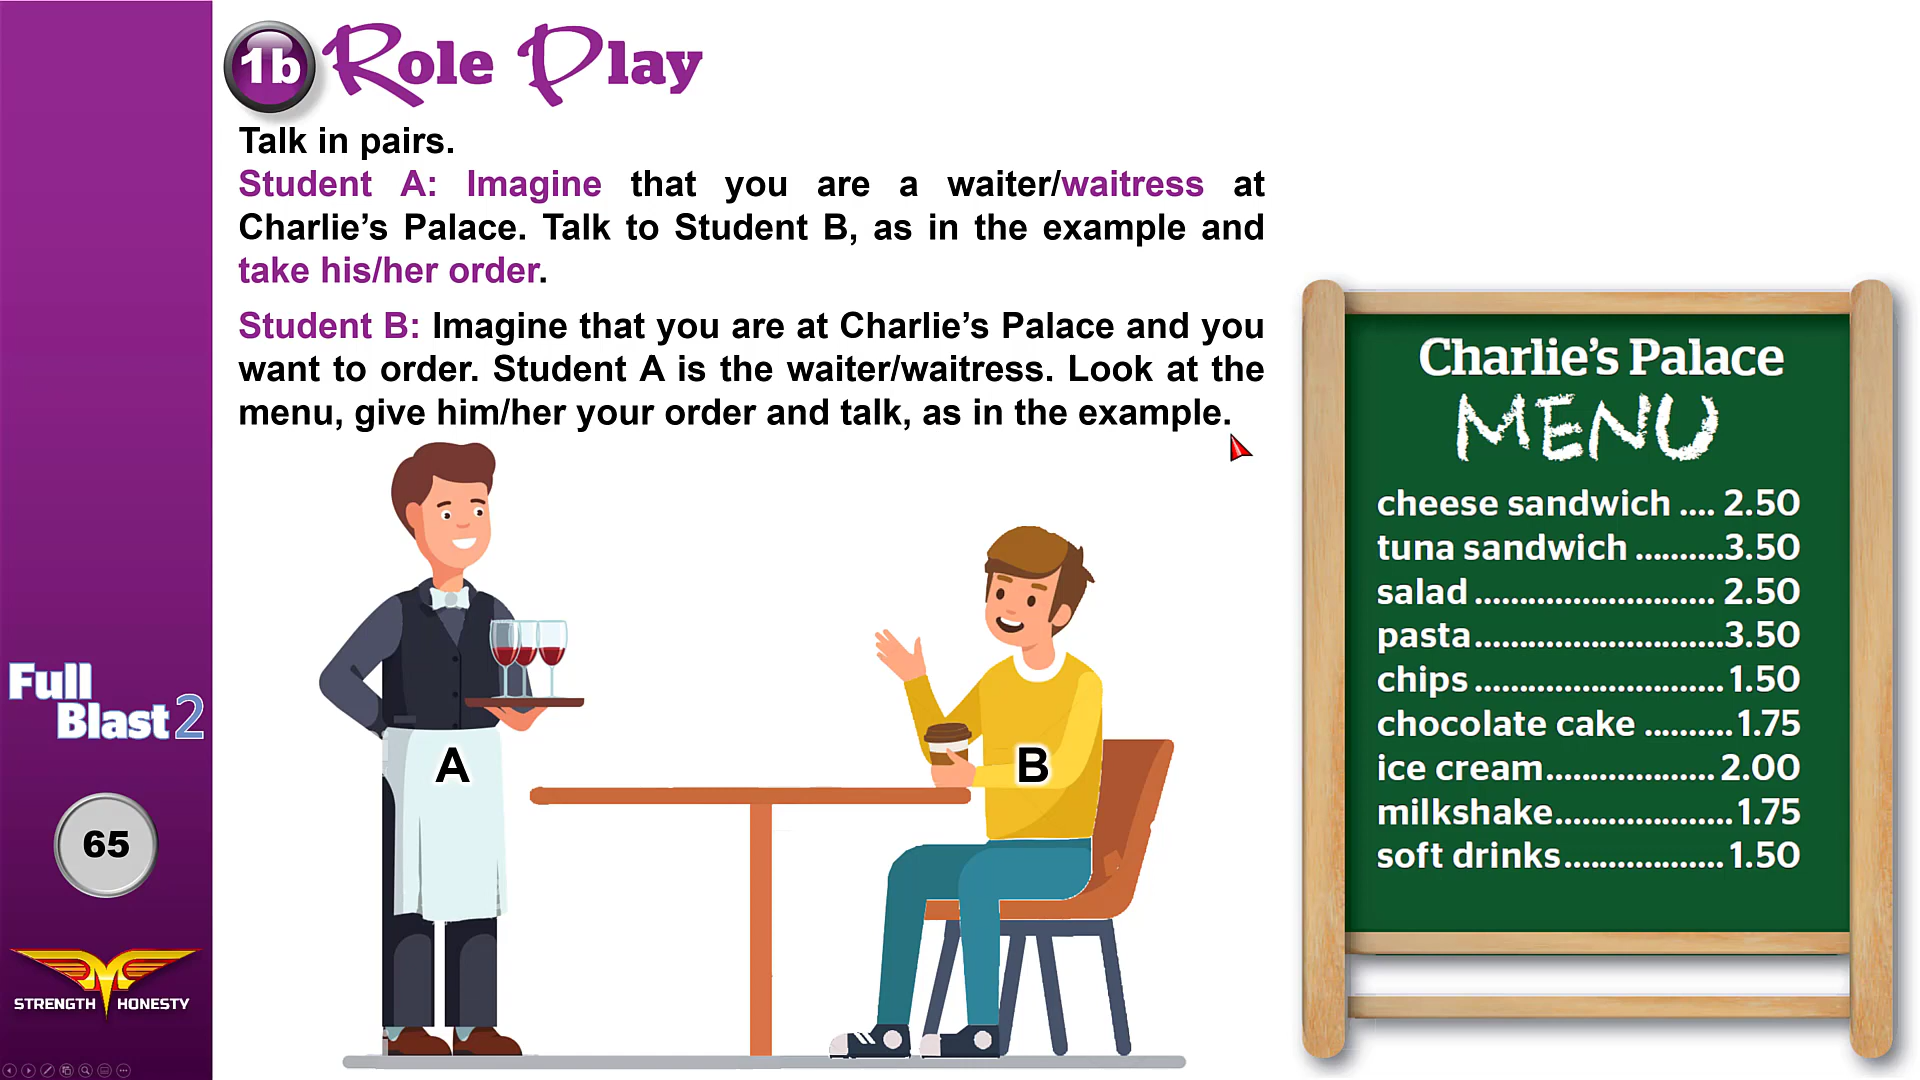 1b Role Play
Talk in pairs.
Student A: Imagine that you are a waiter/waitress at
Charlie’s Palace. Talk to Student B, as in the example and
take his/her order.
Student B: Imagine that you are at Charlie’s Palace and you
want to order. Student A is the waiter/waitress. Look at the
menu, give him/her your order and talk, as in the example.
A
B
Charlie’s Palace
MENU
cheese sandwich .... 2.50
tuna sandwich ..........3.50
salad ........................... 2.50
pasta............................3.50
chips ............................ 1.50
chocolate cake ..........1.75
ice cream................... 2.00
milkshake....................1.75
soft drinks.................. 1.50
Full
Blast 2
65
STRENGTH HONESTY